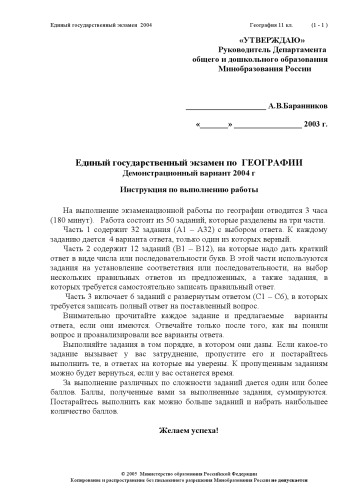 Единый государственный экзамен 2004 География 11 кл. (1 - 1 )
«УТВЕРЖДАЮ»
Руководитель Департамента
общего и дошкольного образования
Минобразования России
____________________ А.В.Баранников
«_______» _________________ 2003 г.
Единый государственный экзамен по ГЕОГРАФИИ
Демонстрационный вариант 2004 г
Инструкция по выполнению работы
На выполнение экзаменационной работы по географии отводится 3 часа
(180 минут). Работа состоит из 50 заданий, которые разделены на три части.
Часть 1 содержит 32 задания (А1 – А32) с выбором ответа. К каждому
заданию дается 4 варианта ответа, только один из которых верный.
Часть 2 содержит 12 заданий (В1 – В12), на которые надо дать краткий
ответ в виде числа или последовательности букв. В этой части используются
задания на установление соответствия или последовательности, на выбор
нескольких правильных ответов из предложенных, а также задания, в
которых требуется самостоятельно записать правильный ответ.
Часть 3 включает 6 заданий с развернутом ответом (С1 – С6), в которых
требуется записать полный ответ на поставленный вопрос.
Внимательно прочитайте каждое задание и предлагаемые варианты
ответа, если они имеются. Отвечайте только после того, как вы поняли
вопрос и проанализировали все варианты ответа.
Выполняйте задания в том порядке, в котором они даны. Если какое-то
задание вызывает у вас затруднение, пропустите его и постарайтесь
выполнить те, в ответах на которые вы уверены. К пропущенным заданиям
можно будет вернуться, если у вас останется время.
За выполнение различных по сложности заданий дается один или более
баллов. Баллы, полученные вами за выполненные задания, суммируются.
Постарайтесь выполнить как можно больше заданий и набрать наибольшее
количество баллов.
Желаем успеха!
© 2005 Министерство образования Российской Федерации
Копирование и распространение без письменного разрешения Минобразования России не допускается